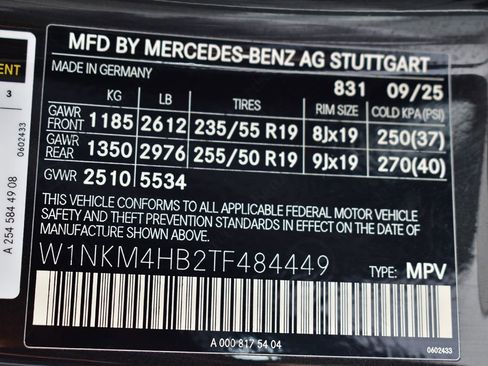 MFD BY MERCEDES-BENZ AG STUTTGART
MADE IN GERMANY 831 09/25
KG LB TIRES RIM SIZE COLD KPA(PSI)
GAWR FRONT 1185 2612 235/55 R19 8Jx19 250(37)
GAWR REAR 1350 2976 255/50 R19 9Jx19 270(40)
GVWR 2510 5534
THIS VEHICLE CONFORMS TO ALL APPLICABLE FEDERAL MOTOR VEHICLE
SAFETY AND THEFT PREVENTION STANDARDS IN EFFECT ON THE DATE OF
MANUFACTURE SHOWN ABOVE.
W1NKM4HB2TF484449 TYPE: MPV
A 000 817 54 04
0602433
3
0602433
A 254 584 49 08